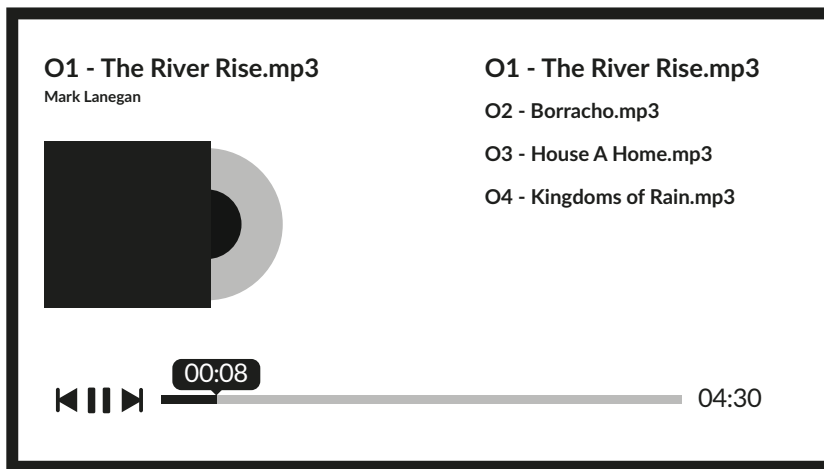 O1 - The River Rise.mp3
Mark Lanegan
O1 - The River Rise.mp3
O2 - Borracho.mp3
O3 - House A Home.mp3
O4 - Kingdoms of Rain.mp3
00:08
04:30